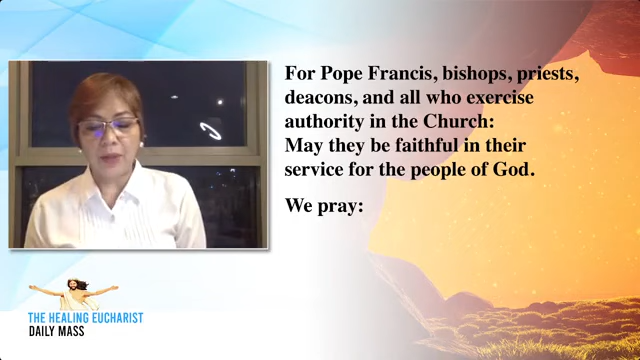 For Pope Francis, bishops, priests,
deacons, and all who exercise
authority in the Church:
May they be faithful in their
service for the people of God.
We pray:
THE HEALING EUCHARIST
DAILY MASS